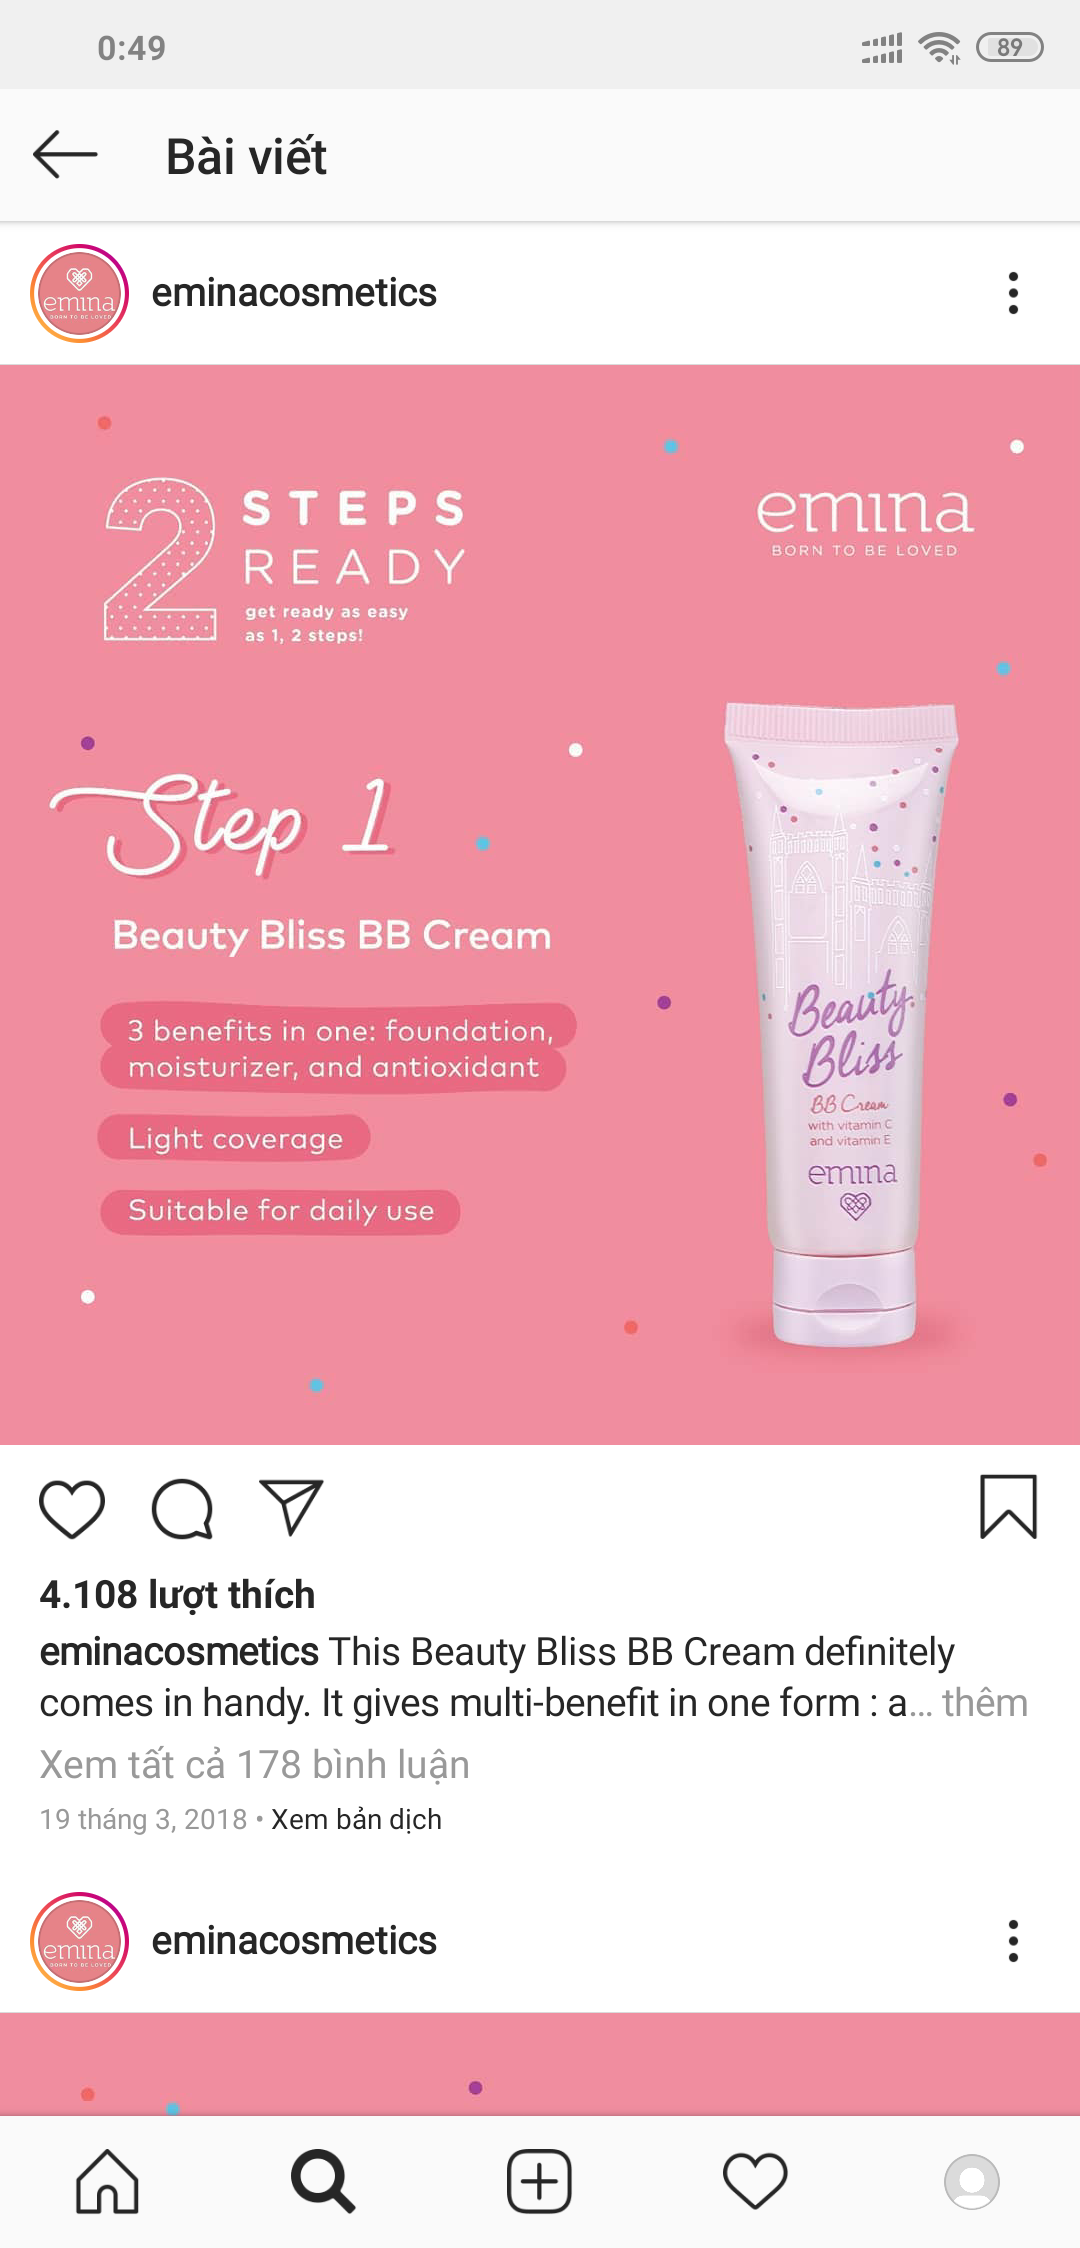 0:49
89
Bài viết
emina
BORN TO BE LOVED
eminacosmetics
2 STEPS
READY
get ready as easy
as 1, 2 steps!
emina
BORN TO BE LOVED
Step 1
Beauty Bliss BB Cream
3 benefits in one: foundation,
moisturizer, and antioxidant
Light coverage
Suitable for daily use
Beauty
Bliss
BB Cream
with vitamin C
and vitamin E
emina
4.108 lượt thích
eminacosmetics This Beauty Bliss BB Cream definitely
comes in handy. It gives multi-benefit in one form : a... thêm
Xem tất cả 178 bình luận
19 tháng 3, 2018 • Xem bản dịch
emina
BORN TO BE LOVED
eminacosmetics